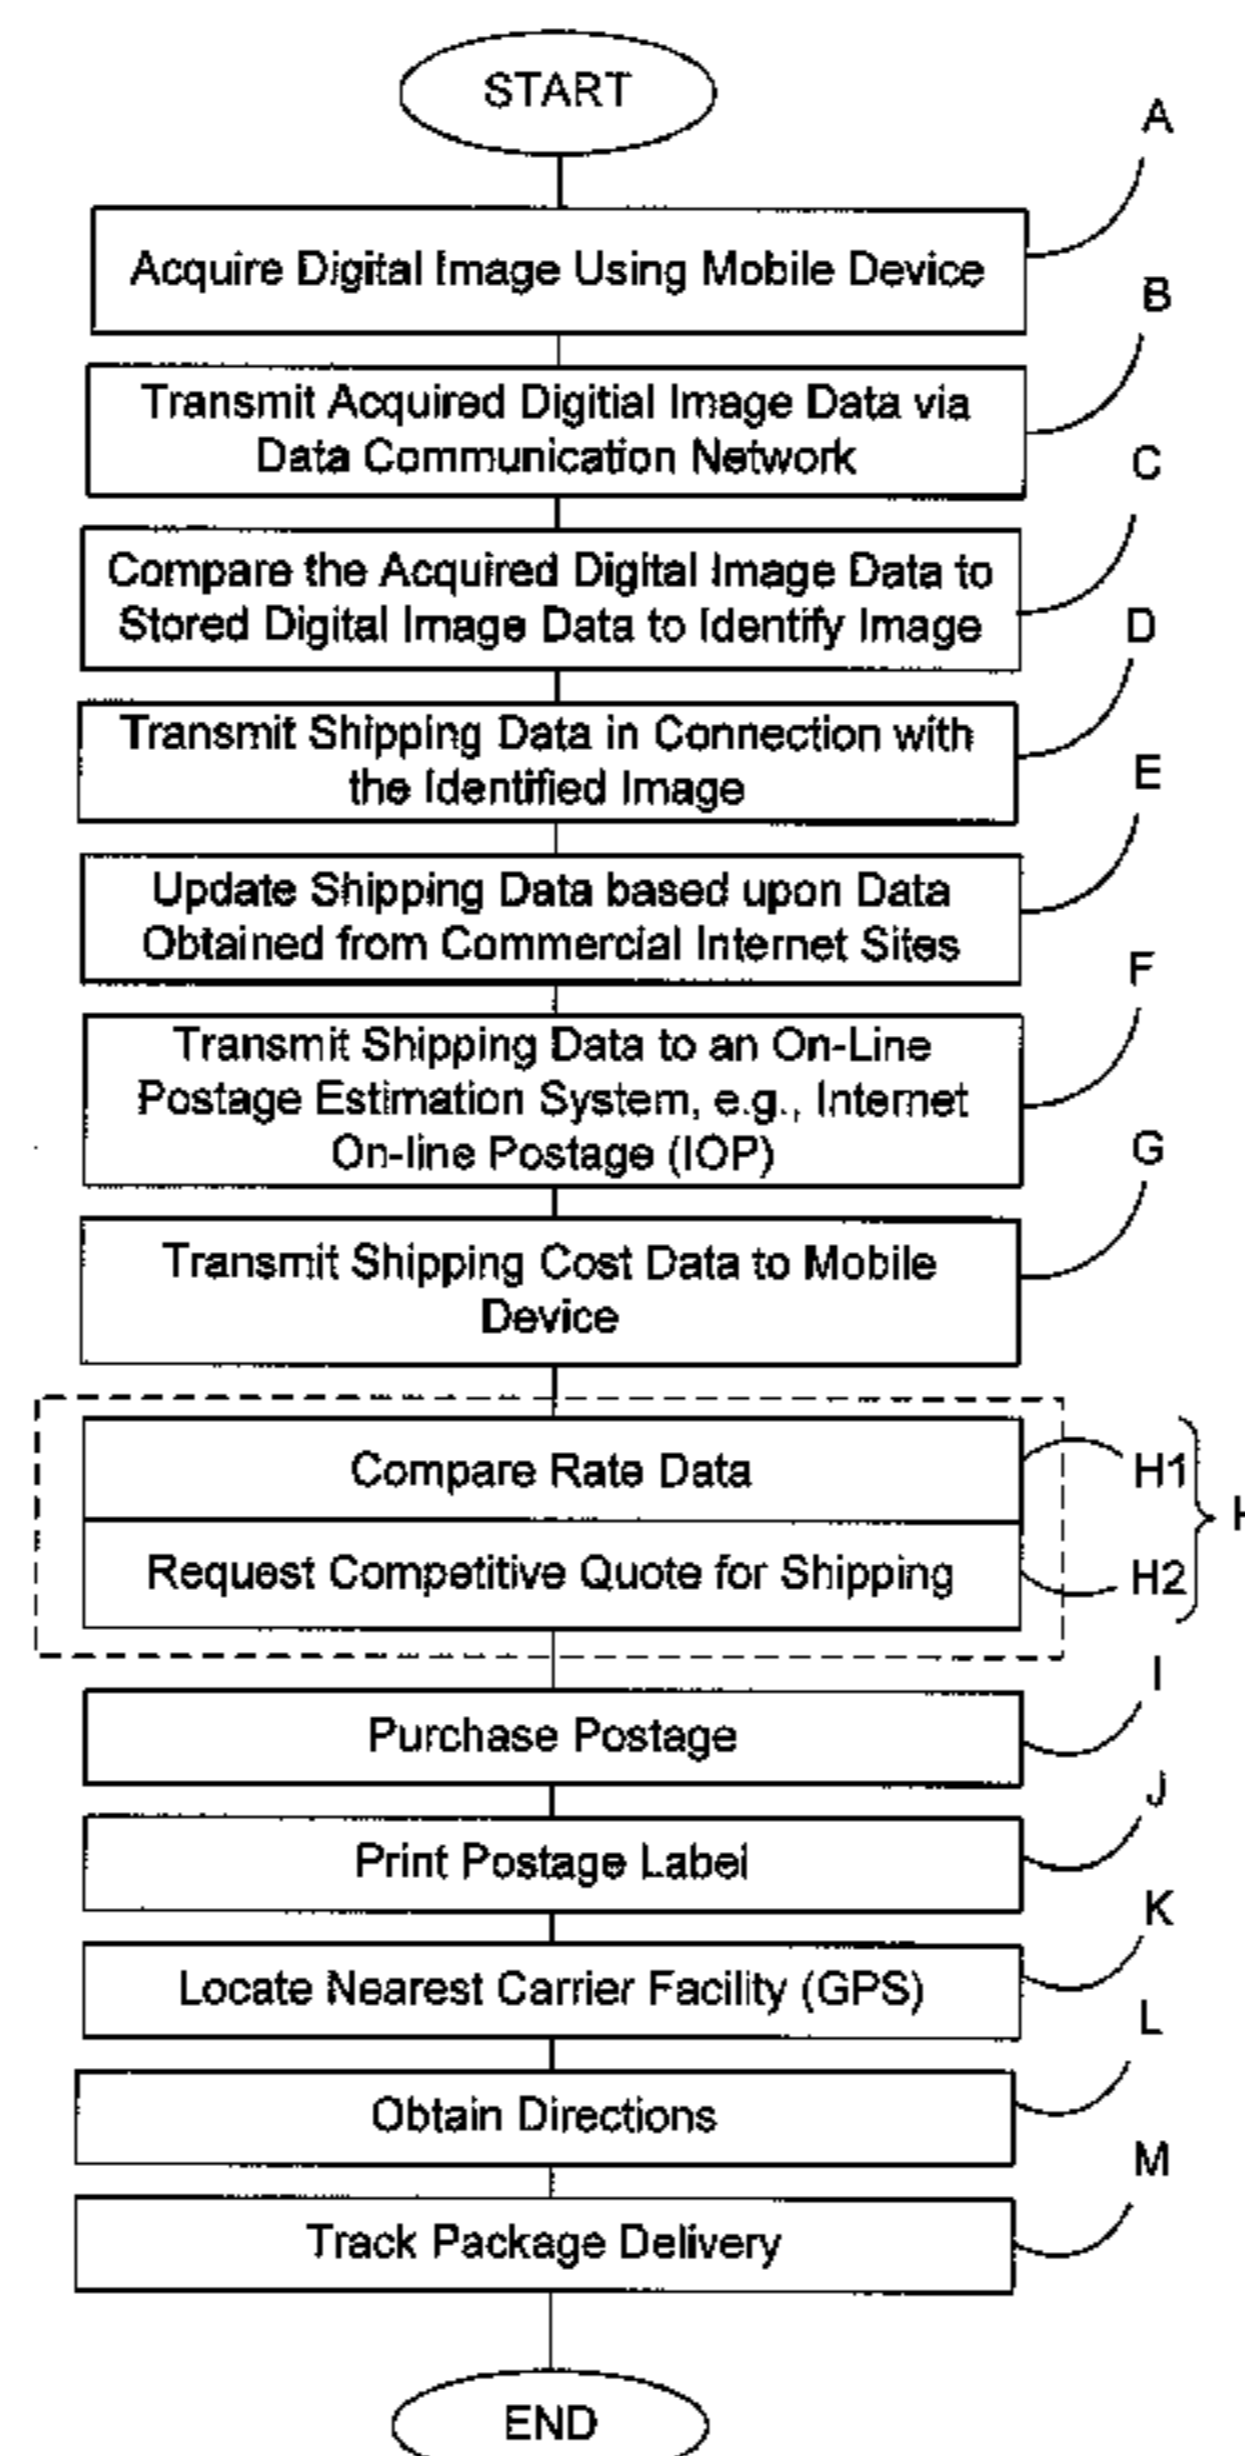 START
A
Acquire Digital Image Using Mobile Device
B
Transmit Acquired Digitial Image Data via
Data Communication Network
C
Compare the Acquired Digital Image Data to
Stored Digital Image Data to Identify Image
D
Transmit Shipping Data in Connection with
the Identified Image
E
Update Shipping Data based upon Data
Obtained from Commercial Internet Sites
F
Transmit Shipping Data to an On-Line
Postage Estimation System, e.g., Internet
On-line Postage (IOP)
G
Transmit Shipping Cost Data to Mobile
Device
Compare Rate Data
H1
H
Request Competitive Quote for Shipping
H2
I
Purchase Postage
J
Print Postage Label
K
Locate Nearest Carrier Facility (GPS)
L
Obtain Directions
M
Track Package Delivery
END